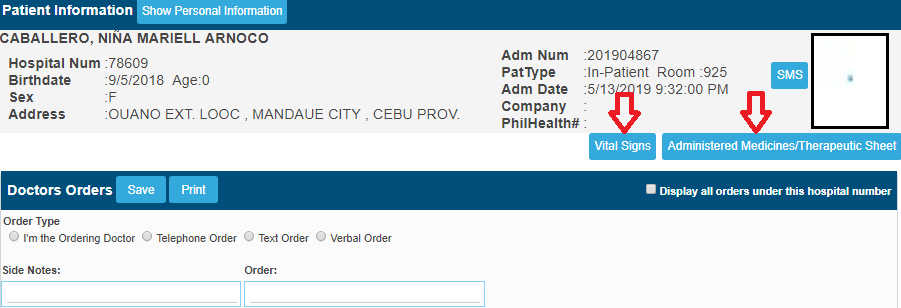 Patient Information Show Personal Information
CABALLERO, NIÑA MARIELL ARNOCO
Hospital Num :78609
Birthdate :9/5/2018 Age:0
Sex :F
Address :OUANO EXT. LOOC , MANDAUE CITY , CEBU PROV.
Adm Num :201904867
PatType :In-Patient Room :925
Adm Date :5/13/2019 9:32:00 PM
Company :
PhilHealth# :
SMS
Vital Signs Administered Medicines/Therapeutic Sheet
Doctors Orders Save Print Display all orders under this hospital number
Order Type
I'm the Ordering Doctor Telephone Order Text Order Verbal Order
Side Notes: Order: